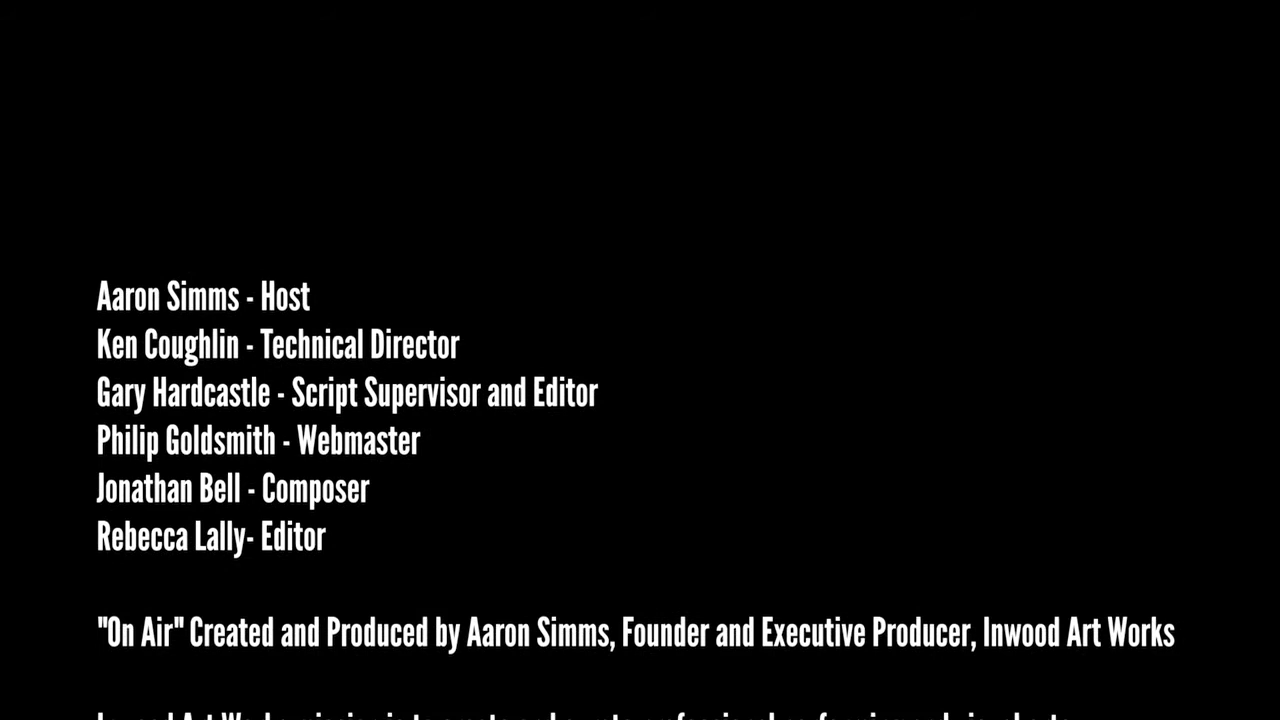 Aaron Simms - Host
Ken Coughlin - Technical Director
Gary Hardcastle - Script Supervisor and Editor
Philip Goldsmith - Webmaster
Jonathan Bell - Composer
Rebecca Lally- Editor
"On Air" Created and Produced by Aaron Simms, Founder and Executive Producer, Inwood Art Works